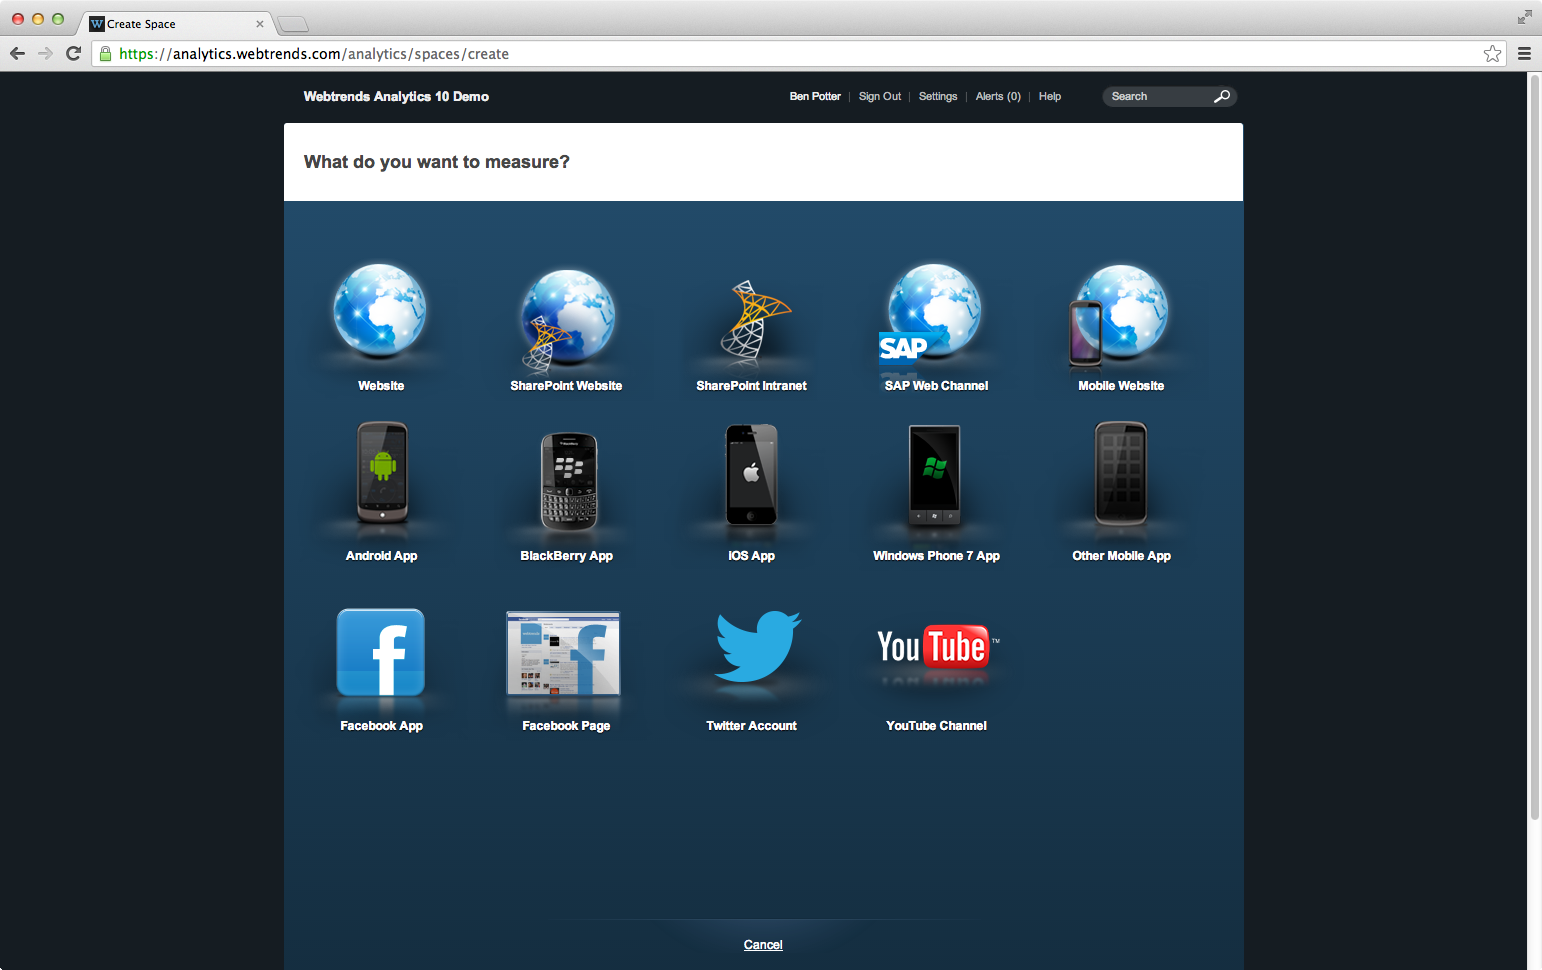 Create Space
https://analytics.webtrends.com/analytics/spaces/create
Webtrends Analytics 10 Demo
Ben Potter | Sign Out | Settings | Alerts (0) | Help
Search
What do you want to measure?
SAP
Website
SharePoint Website
SharePoint Intranet
SAP Web Channel
Mobile Website
Android App
BlackBerry App
iOS App
Windows Phone 7 App
Other Mobile App
YouTube™
Facebook App
Facebook Page
Twitter Account
YouTube Channel
Cancel